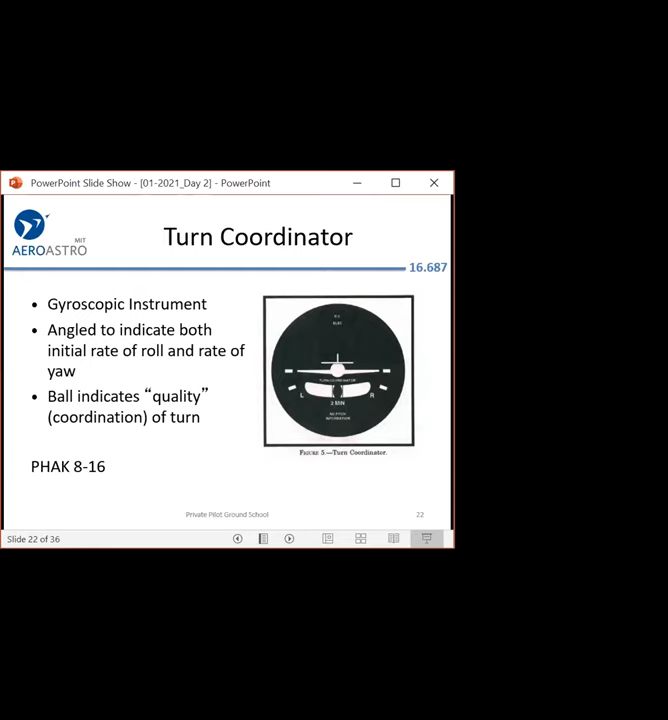 PowerPoint Slide Show - [01-2021_Day 2] - PowerPoint
MIT
AEROASTRO
Turn Coordinator
16.687
• Gyroscopic Instrument
• Angled to indicate both
initial rate of roll and rate of
yaw
• Ball indicates “quality”
(coordination) of turn
PHAK 8-16
TURN COORDINATOR
L R
2 MIN
NO PITCH
INFORMATION
FIGURE 5.—Turn Coordinator.
Private Pilot Ground School
22
Slide 22 of 36